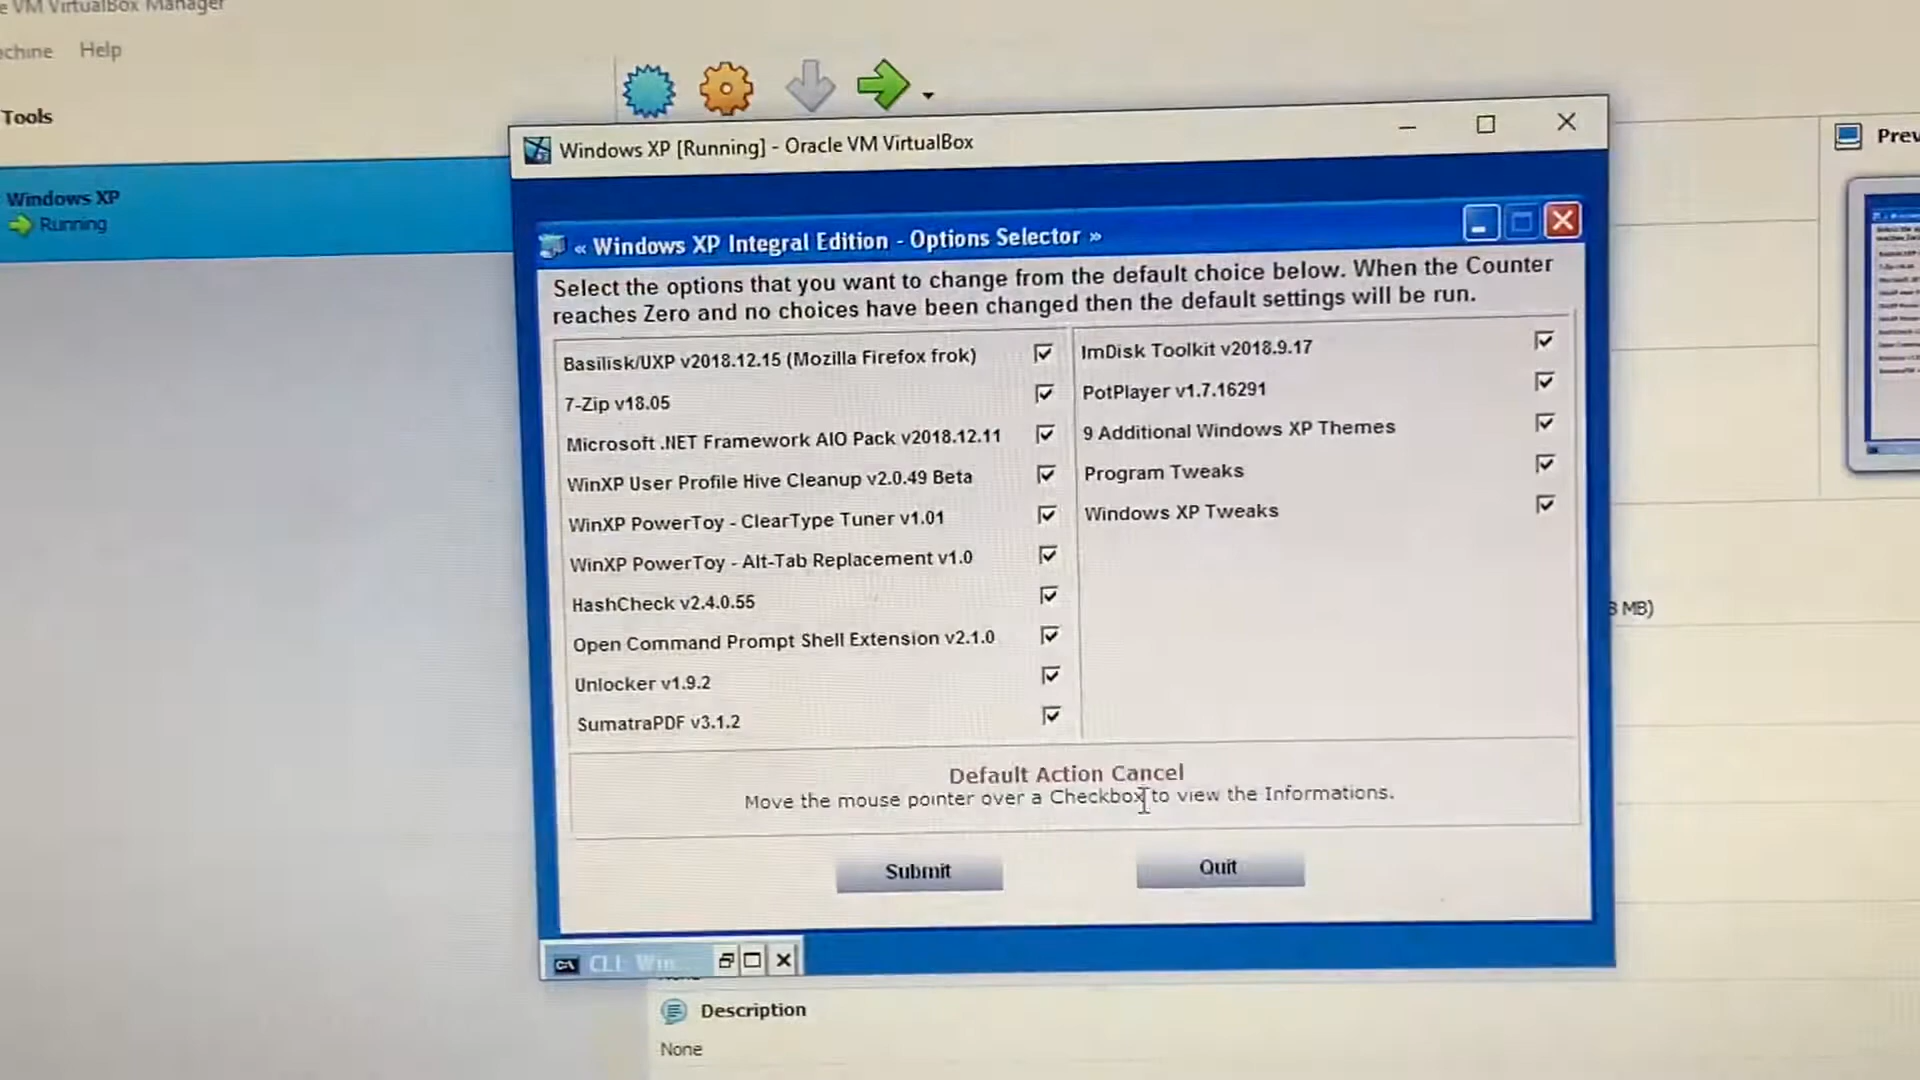 VM VirtualBox Manager
Help
Tools
Windows XP
Running
Windows XP [Running] - Oracle VM VirtualBox
« Windows XP Integral Edition - Options Selector »
Select the options that you want to change from the default choice below. When the Counter
reaches Zero and no choices have been changed then the default settings will be run.
Basilisk/UXP v2018.12.15 (Mozilla Firefox frok)
7-Zip v18.05
Microsoft .NET Framework AIO Pack v2018.12.11
WinXP User Profile Hive Cleanup v2.0.49 Beta
WinXP PowerToy - ClearType Tuner v1.01
WinXP PowerToy - Alt-Tab Replacement v1.0
HashCheck v2.4.0.55
Open Command Prompt Shell Extension v2.1.0
Unlocker v1.9.2
SumatraPDF v3.1.2
ImDisk Toolkit v2018.9.17
PotPlayer v1.7.16291
9 Additional Windows XP Themes
Program Tweaks
Windows XP Tweaks
Default Action Cancel
Move the mouse pointer over a Checkbox to view the Informations.
Submit
Quit
CLI: Win...
MB)
Description
None